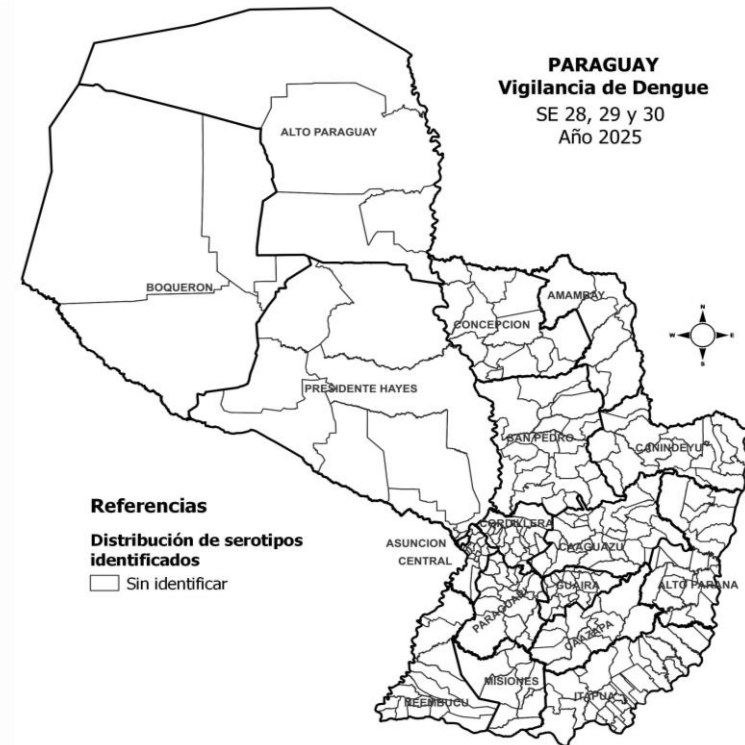 PARAGUAY
Vigilancia de Dengue
SE 28, 29 y 30
Año 2025
ALTO PARAGUAY
BOQUERON
AMAMBAY
CONCEPCION
N
W E
S
PRESIDENTE HAYES
SAN PEDRO
CANINDEYU
Referencias
Distribución de serotipos
identificados
Sin identificar
CORDILLERA
ASUNCION
CENTRAL
CAAGUAZU
GUAIRA
ALTO PARANA
PARAGUARI
CAAZAPA
MISIONES
ÑEEMBUCU
ITAPUA